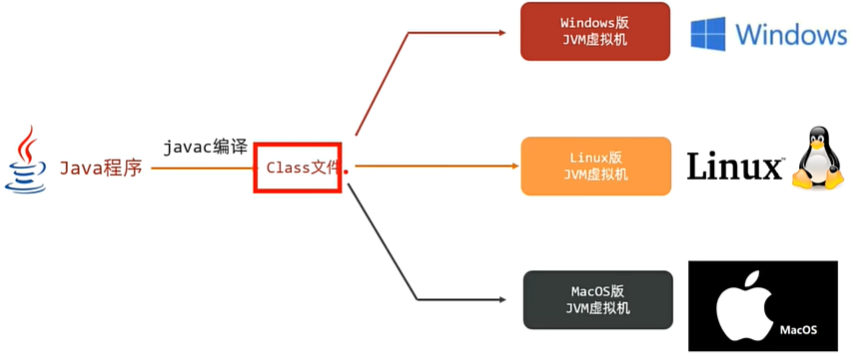 Windows版
JVM虚拟机
Windows
javac编译
Java程序
Class文件
Linux版
JVM虚拟机
Linux
MacOS版
JVM虚拟机
MacOS